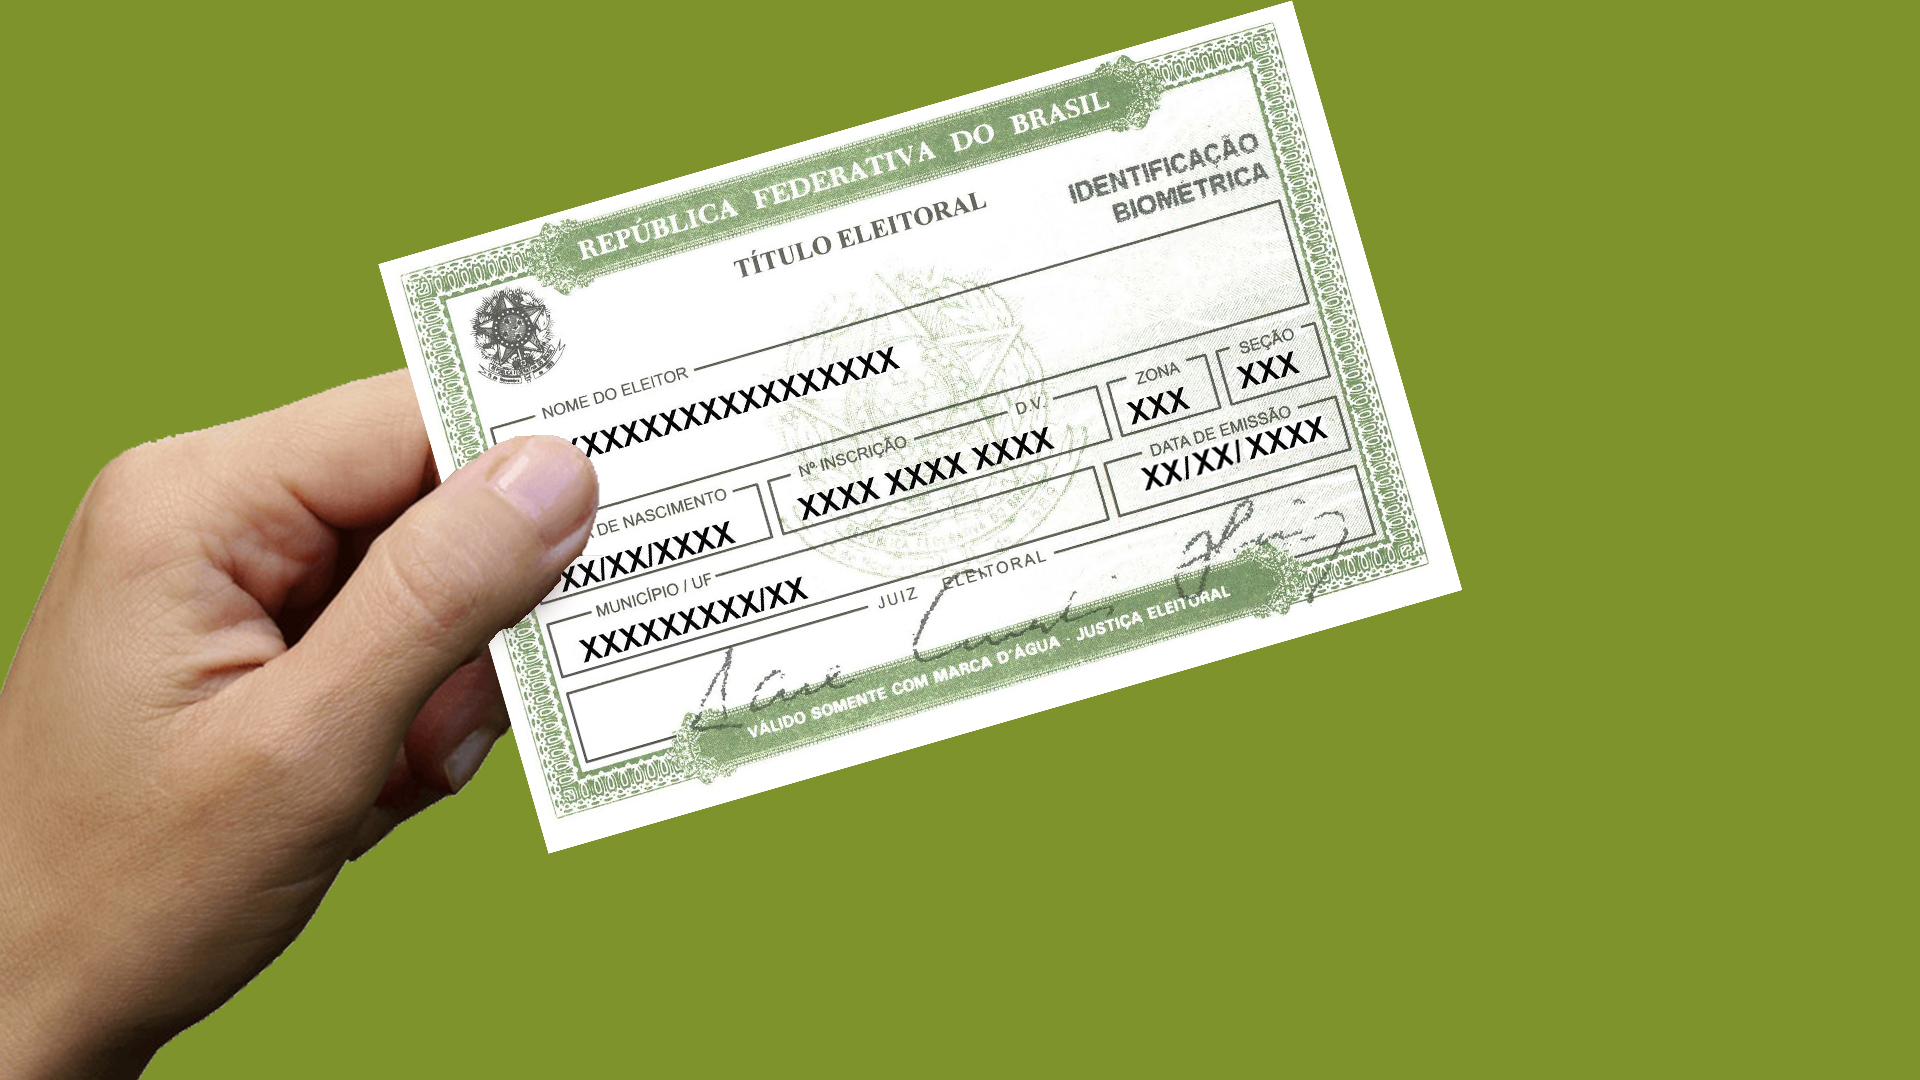 REPÚBLICA FEDERATIVA DO BRASIL
TÍTULO ELEITORAL
IDENTIFICAÇÃO
BIOMÉTRICA
NOME DO ELEITOR
XXXXXXXXXXXXXXXXX
DE NASCIMENTO
XX/XX/XXXX
Nº INSCRIÇÃO
D.V.
XXXX XXXX XXXX
ZONA
XXX
SEÇÃO
XXX
MUNICÍPIO / UF
XXXXXXXXX/XX
DATA DE EMISSÃO
XX/XX/XXXX
JUIZ ELEITORAL
VÁLIDO SOMENTE COM MARCA D'ÁGUA - JUSTIÇA ELEITORAL